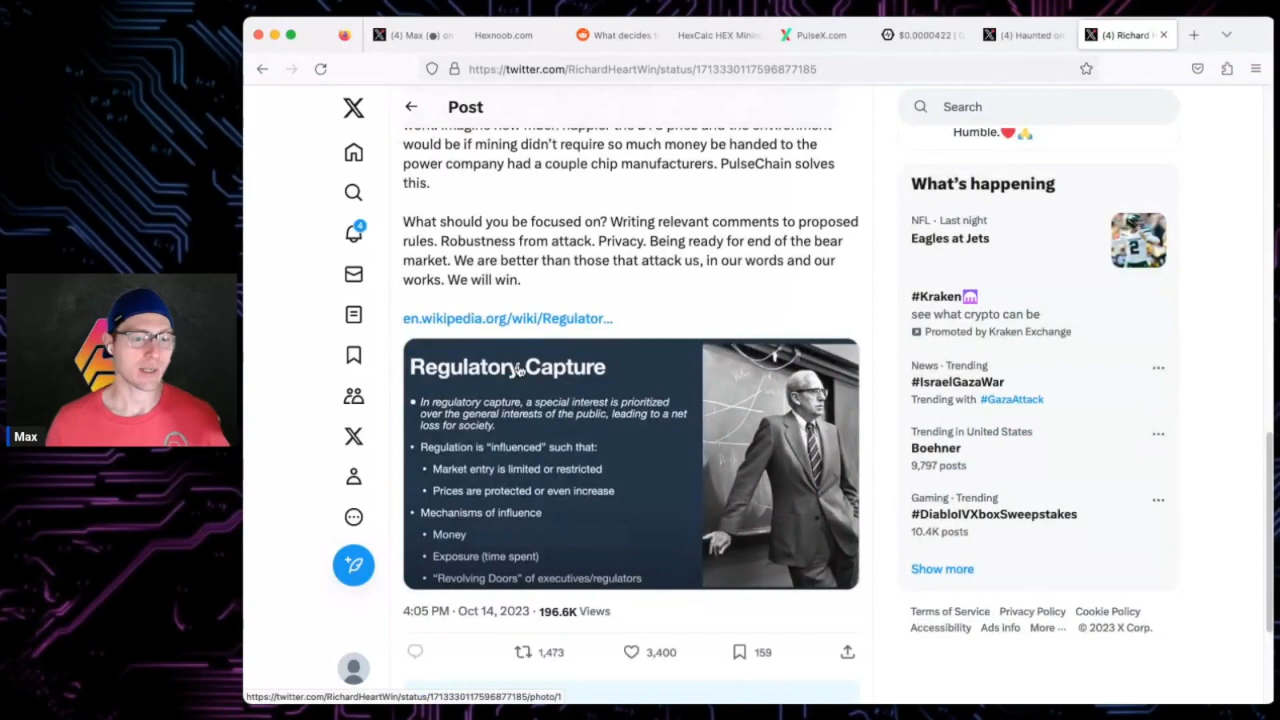 (4) Max (⬣) on
Hexnoob.com
What decides t
HexCalc HEX Minin
PulseX.com
$0.0000422 |
(4) Haunted on
(4) Richard H
https://twitter.com/RichardHeartWin/status/1713330117596877185
Post
Search
Humble.❤️🙏
would be if mining didn't require so much money be handed to the
power company had a couple chip manufacturers. PulseChain solves
this.
What should you be focused on? Writing relevant comments to proposed
rules. Robustness from attack. Privacy. Being ready for end of the bear
market. We are better than those that attack us, in our words and our
works. We will win.
en.wikipedia.org/wiki/Regulator...
Regulatory Capture
In regulatory capture, a special interest is prioritized
over the general interests of the public, leading to a net
loss for society.
• Regulation is "influenced" such that:
• Market entry is limited or restricted
• Prices are protected or even increase
• Mechanisms of influence
• Money
• Exposure (time spent)
• "Revolving Doors" of executives/regulators
4:05 PM · Oct 14, 2023 · 196.6K Views
1,473
3,400
159
What's happening
NFL · Last night
Eagles at Jets
#Kraken
see what crypto can be
Promoted by Kraken Exchange
News · Trending
#IsraelGazaWar
Trending with #GazaAttack
Trending in United States
Boehner
9,797 posts
Gaming · Trending
#DiabloIVXboxSweepstakes
10.4K posts
Show more
Terms of Service Privacy Policy Cookie Policy
Accessibility Ads info More ··· © 2023 X Corp.
4
Max
https://twitter.com/RichardHeartWin/status/1713330117596877185/photo/1